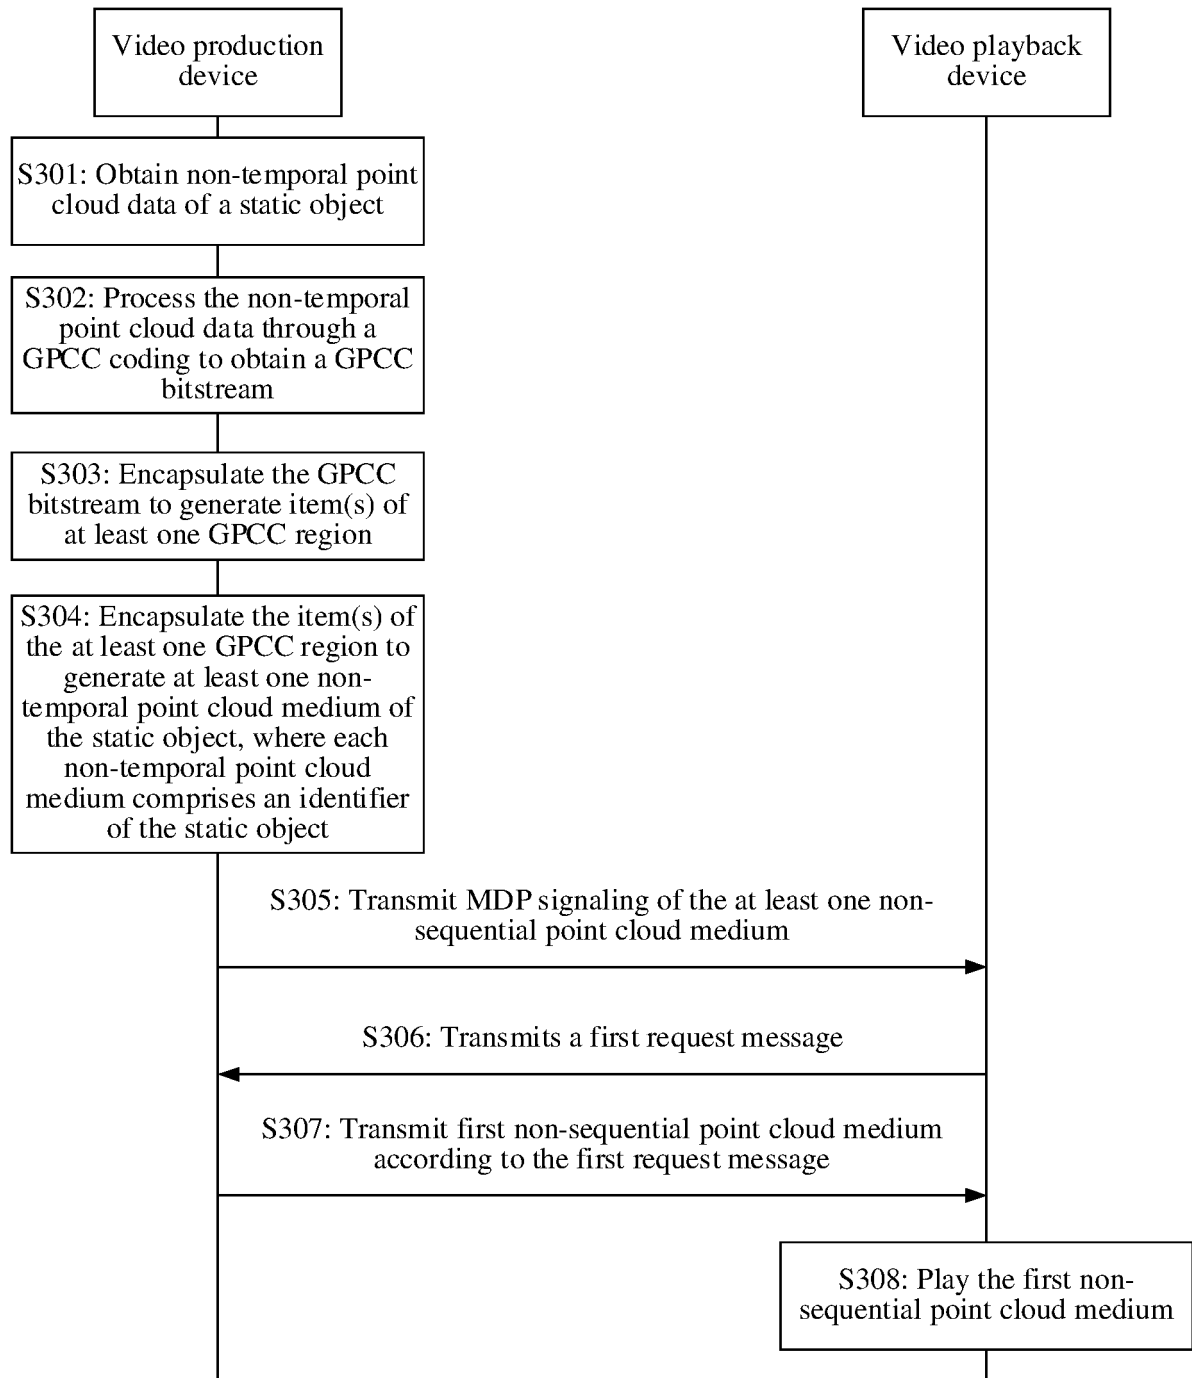 Video production
device
Video playback
device
S301: Obtain non-temporal point
cloud data of a static object
S302: Process the non-temporal
point cloud data through a
GPCC coding to obtain a GPCC
bitstream
S303: Encapsulate the GPCC
bitstream to generate item(s) of
at least one GPCC region
S304: Encapsulate the item(s) of
the at least one GPCC region to
generate at least one non-
temporal point cloud medium of
the static object, where each
non-temporal point cloud
medium comprises an identifier
of the static object
S305: Transmit MDP signaling of the at least one non-
sequential point cloud medium
S306: Transmits a first request message
S307: Transmit first non-sequential point cloud medium
according to the first request message
S308: Play the first non-
sequential point cloud medium